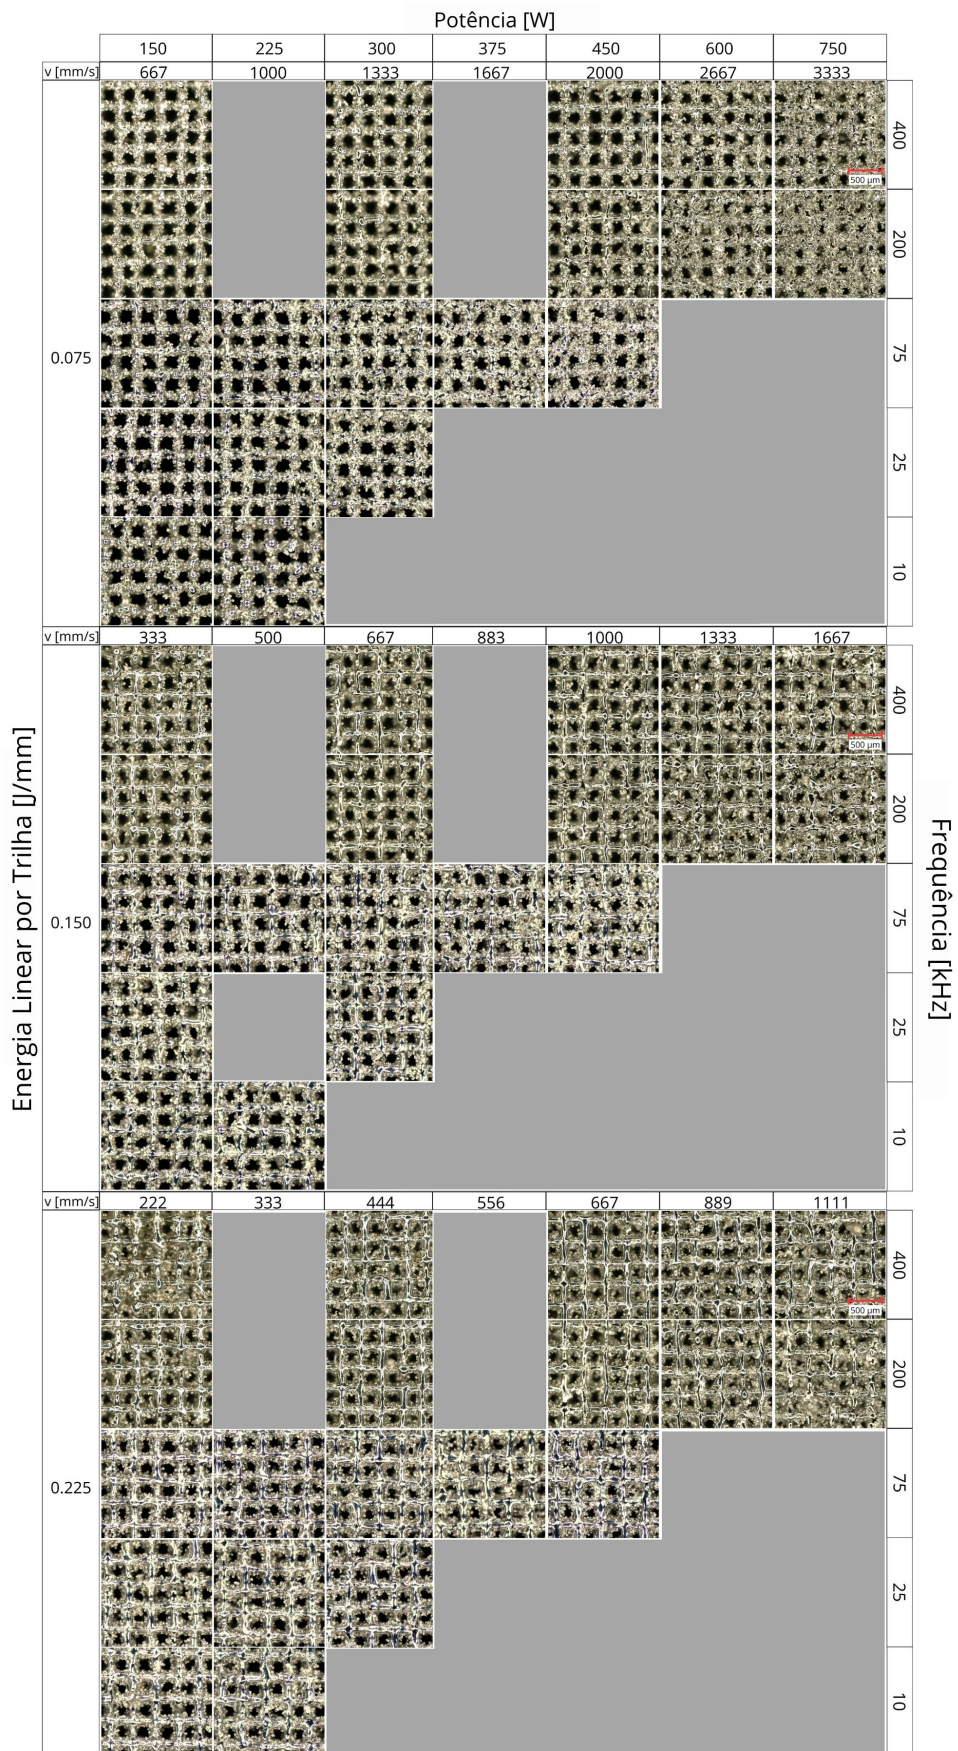 Potência [W]
150 225 300 375 450 600 750
v [mm/s] 667 1000 1333 1667 2000 2667 3333
400
500 µm
200
0.075
75
25
10
v [mm/s] 333 500 667 883 1000 1333 1667
400
500 µm
200
0.150
75
25
10
v [mm/s] 222 333 444 556 667 889 1111
400
500 µm
200
0.225
75
25
10
Energia Linear por Trilha [J/mm]
Frequência [kHz]